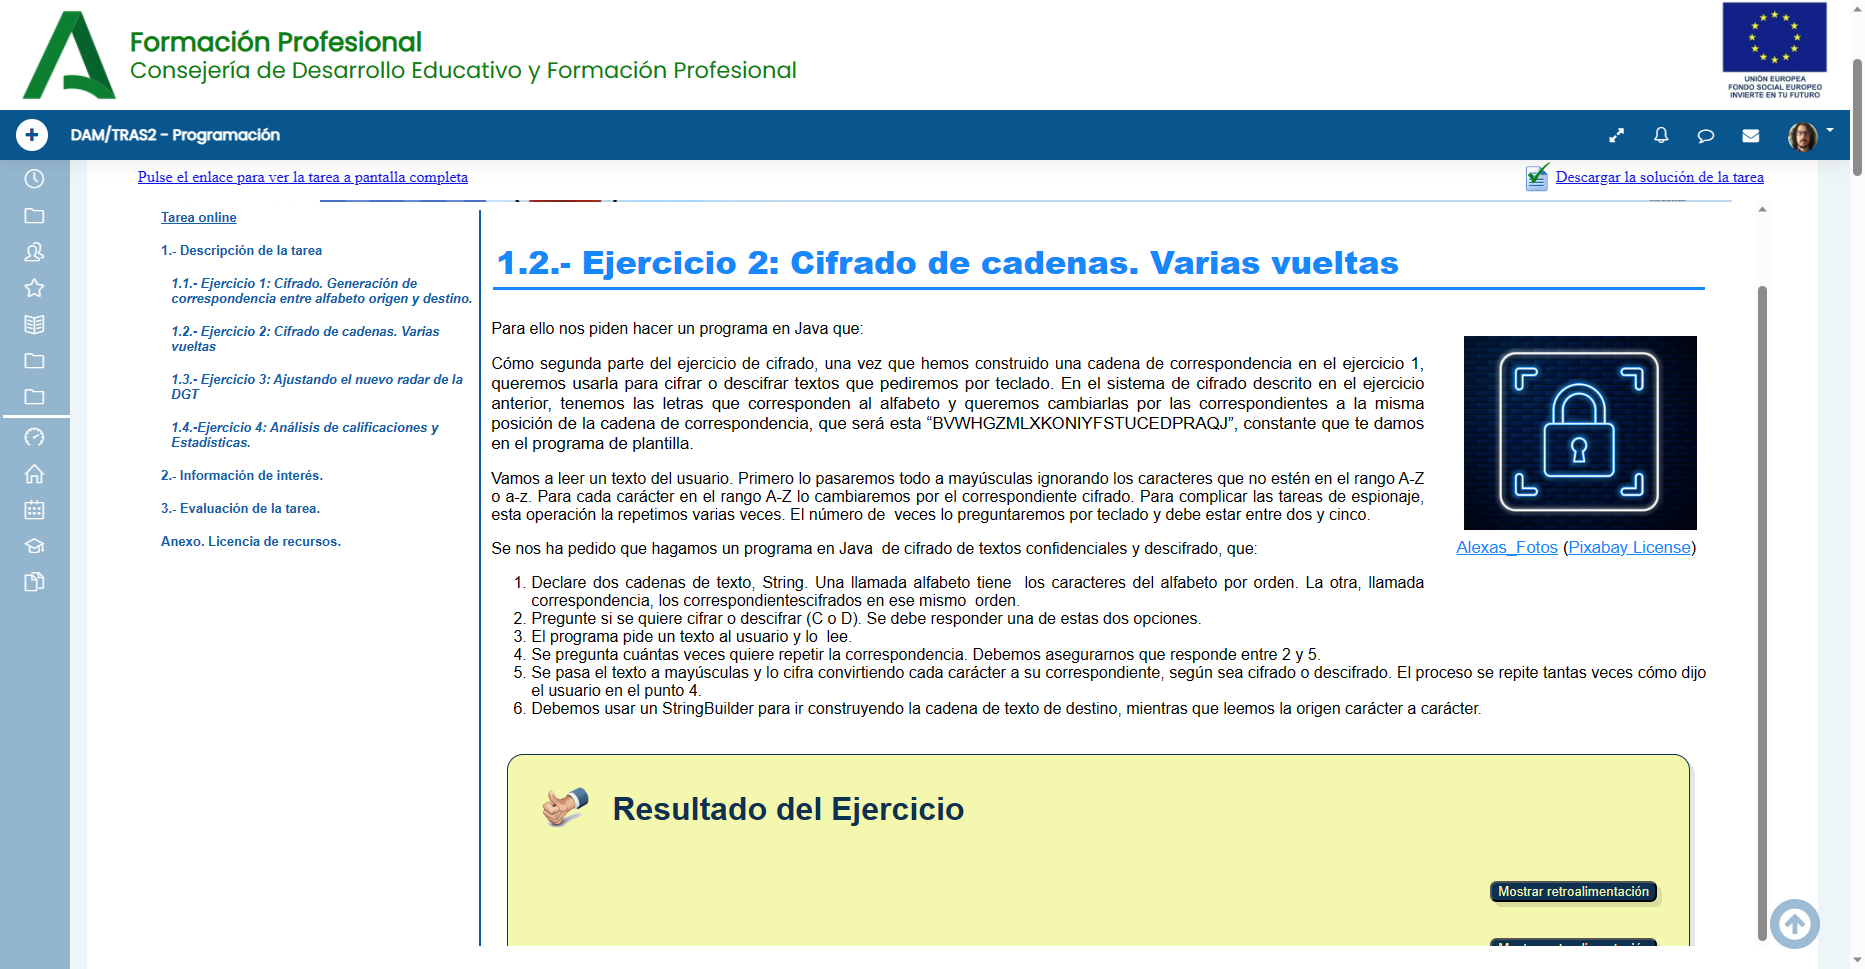 Formación Profesional
Consejería de Desarrollo Educativo y Formación Profesional
UNIÓN EUROPEA
FONDO SOCIAL EUROPEO
INVIERTE EN TU FUTURO
DAM/TRAS2 - Programación
Pulse el enlace para ver la tarea a pantalla completa
Descargar la solución de la tarea
Tarea online
1.- Descripción de la tarea
1.1.- Ejercicio 1: Cifrado. Generación de
correspondencia entre alfabeto origen y destino.
1.2.- Ejercicio 2: Cifrado de cadenas. Varias
vueltas
1.3.- Ejercicio 3: Ajustando el nuevo radar de la
DGT
1.4.-Ejercicio 4: Análisis de calificaciones y
Estadísticas.
2.- Información de interés.
3.- Evaluación de la tarea.
Anexo. Licencia de recursos.
1.2.- Ejercicio 2: Cifrado de cadenas. Varias vueltas
Para ello nos piden hacer un programa en Java que:
Cómo segunda parte del ejercicio de cifrado, una vez que hemos construido una cadena de correspondencia en el ejercicio 1,
queremos usarla para cifrar o descifrar textos que pediremos por teclado. En el sistema de cifrado descrito en el ejercicio
anterior, tenemos las letras que corresponden al alfabeto y queremos cambiarlas por las correspondientes a la misma
posición de la cadena de correspondencia, que será esta “BVWHGZMLXKONIYFSTUCEDPRAQJ”, constante que te damos
en el programa de plantilla.
Vamos a leer un texto del usuario. Primero lo pasaremos todo a mayúsculas ignorando los caracteres que no estén en el rango A-Z
o a-z. Para cada carácter en el rango A-Z lo cambiaremos por el correspondiente cifrado. Para complicar las tareas de espionaje,
esta operación la repetimos varias veces. El número de veces lo preguntaremos por teclado y debe estar entre dos y cinco.
Alexas_Fotos (Pixabay License)
Se nos ha pedido que hagamos un programa en Java de cifrado de textos confidenciales y descifrado, que:
1. Declare dos cadenas de texto, String. Una llamada alfabeto tiene los caracteres del alfabeto por orden. La otra, llamada
correspondencia, los correspondientescifrados en ese mismo orden.
2. Pregunte si se quiere cifrar o descifrar (C o D). Se debe responder una de estas dos opciones.
3. El programa pide un texto al usuario y lo lee.
4. Se pregunta cuántas veces quiere repetir la correspondencia. Debemos asegurarnos que responde entre 2 y 5.
5. Se pasa el texto a mayúsculas y lo cifra convirtiendo cada carácter a su correspondiente, según sea cifrado o descifrado. El proceso se repite tantas veces cómo dijo
el usuario en el punto 4.
6. Debemos usar un StringBuilder para ir construyendo la cadena de texto de destino, mientras que leemos la origen carácter a carácter.
Resultado del Ejercicio
Mostrar retroalimentación